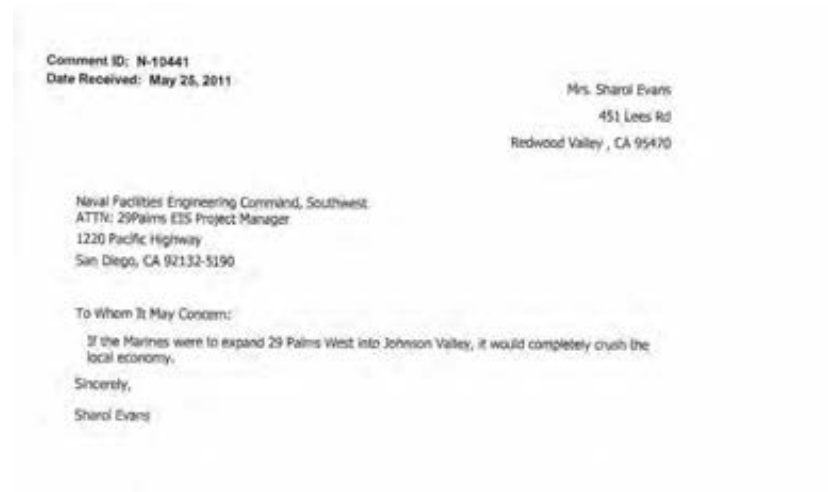 Comment ID: N-10441
Date Received: May 25, 2011
Mrs. Sharol Evans
451 Lees Rd
Redwood Valley , CA 95470
Naval Facilities Engineering Command, Southwest
ATTN: 29Palms EIS Project Manager
1220 Pacific Highway
San Diego, CA 92132-5190
To Whom It May Concern:
If the Marines were to expand 29 Palms West into Johnson Valley, it would completely crush the
local economy.
Sincerely,
Sharol Evans